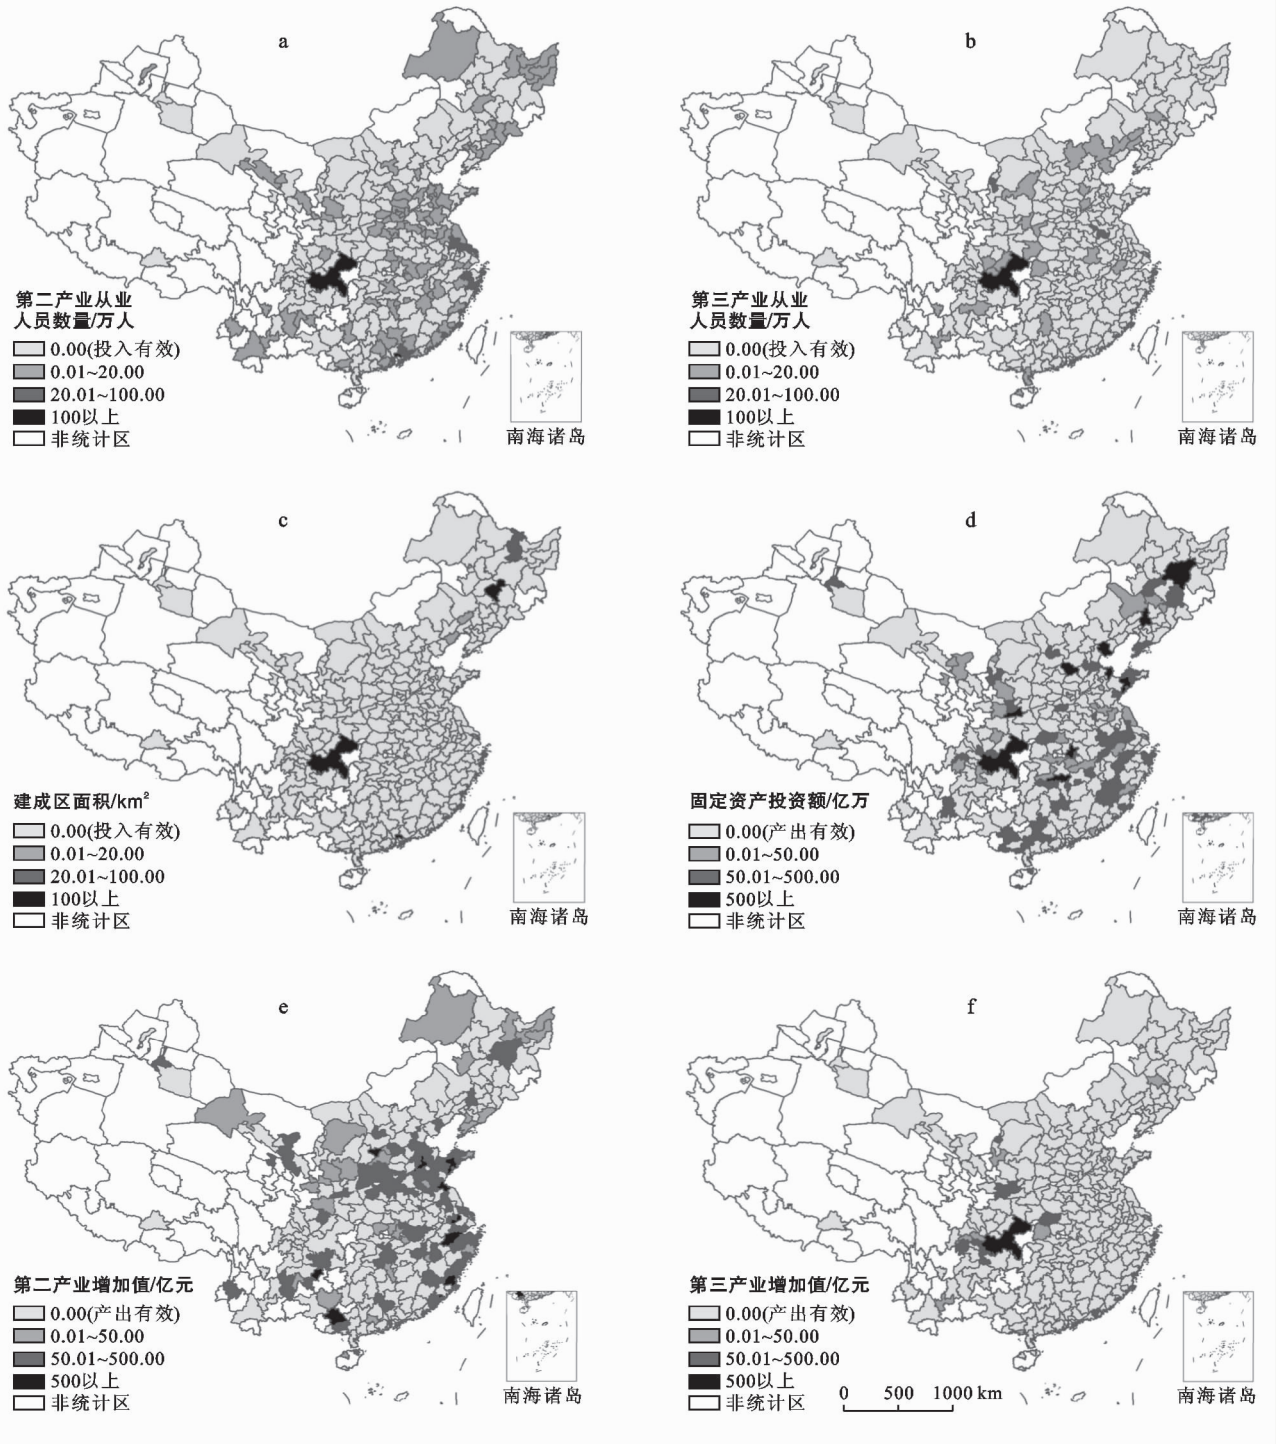 a
第二产业从业
人员数量/万人
0.00(投入有效)
0.01~20.00
20.01~100.00
100以上
非统计区
南海诸岛
b
第三产业从业
人员数量/万人
0.00(投入有效)
0.01~20.00
20.01~100.00
100以上
非统计区
南海诸岛
c
建成区面积/km²
0.00(投入有效)
0.01~20.00
20.01~100.00
100以上
非统计区
南海诸岛
d
固定资产投资额/亿万
0.00(产出有效)
0.01~50.00
50.01~500.00
500以上
非统计区
南海诸岛
e
第二产业增加值/亿元
0.00(产出有效)
0.01~50.00
50.01~500.00
500以上
非统计区
南海诸岛
f
第三产业增加值/亿元
0.00(产出有效)
0.01~50.00
50.01~500.00
500以上
非统计区
0 500 1000 km
南海诸岛